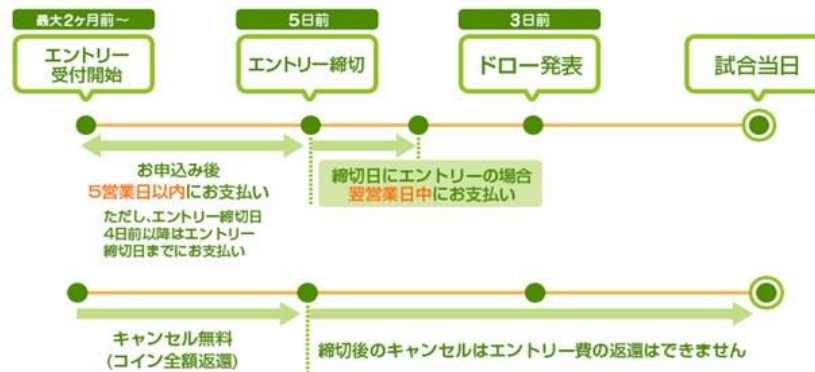 最大2ヶ月前～
5日前
3日前
エントリー
受付開始
エントリー締切
ドロー発表
試合当日
お申込み後
5営業日以内にお支払い
ただし、エントリー締切日
4日前以降はエントリー
締切日までにお支払い
締切日にエントリーの場合
翌営業日中にお支払い
キャンセル無料
(コイン全額返還)
締切後のキャンセルはエントリー費の返還はできません